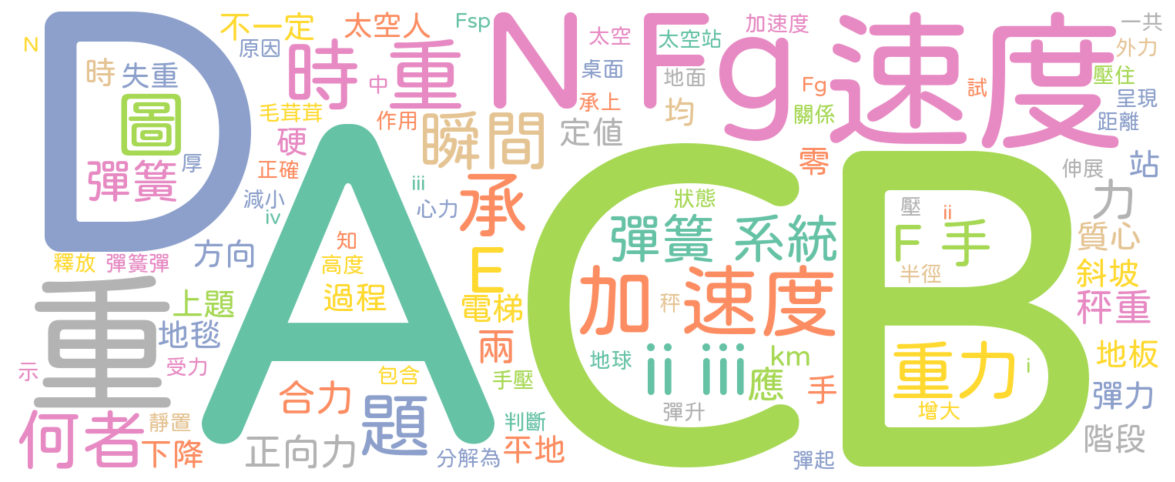 D
N
不一定
原因
太空人
Fsp
時 重
中
N
太空
桌面
承上
F
太空站
地面
g
加速度
Fg
關係
速度
試
一共
外力
壓住
呈現
距離
時
失重
圖
彈簧
厚
毛茸茸
硬
正確
作用
瞬間
定值
均
零
站
伸展
減小
iv
iii
心力
承
A
C
B
狀態
彈簧
系統
壓
ii
F
手
半徑
力
質心
斜坡
釋放
彈簧彈
方向
知
高度
過程
E
電梯
加
秤
速度
秤重
重
上題
地毯
兩
地球
ii
iii
應
km
手
重力
i
地板
示
受力
包含
手壓
彈升
增大
彈力
何者
靜置
下降
合力
正向力
題
判斷
平地
分解為
彈起
階段